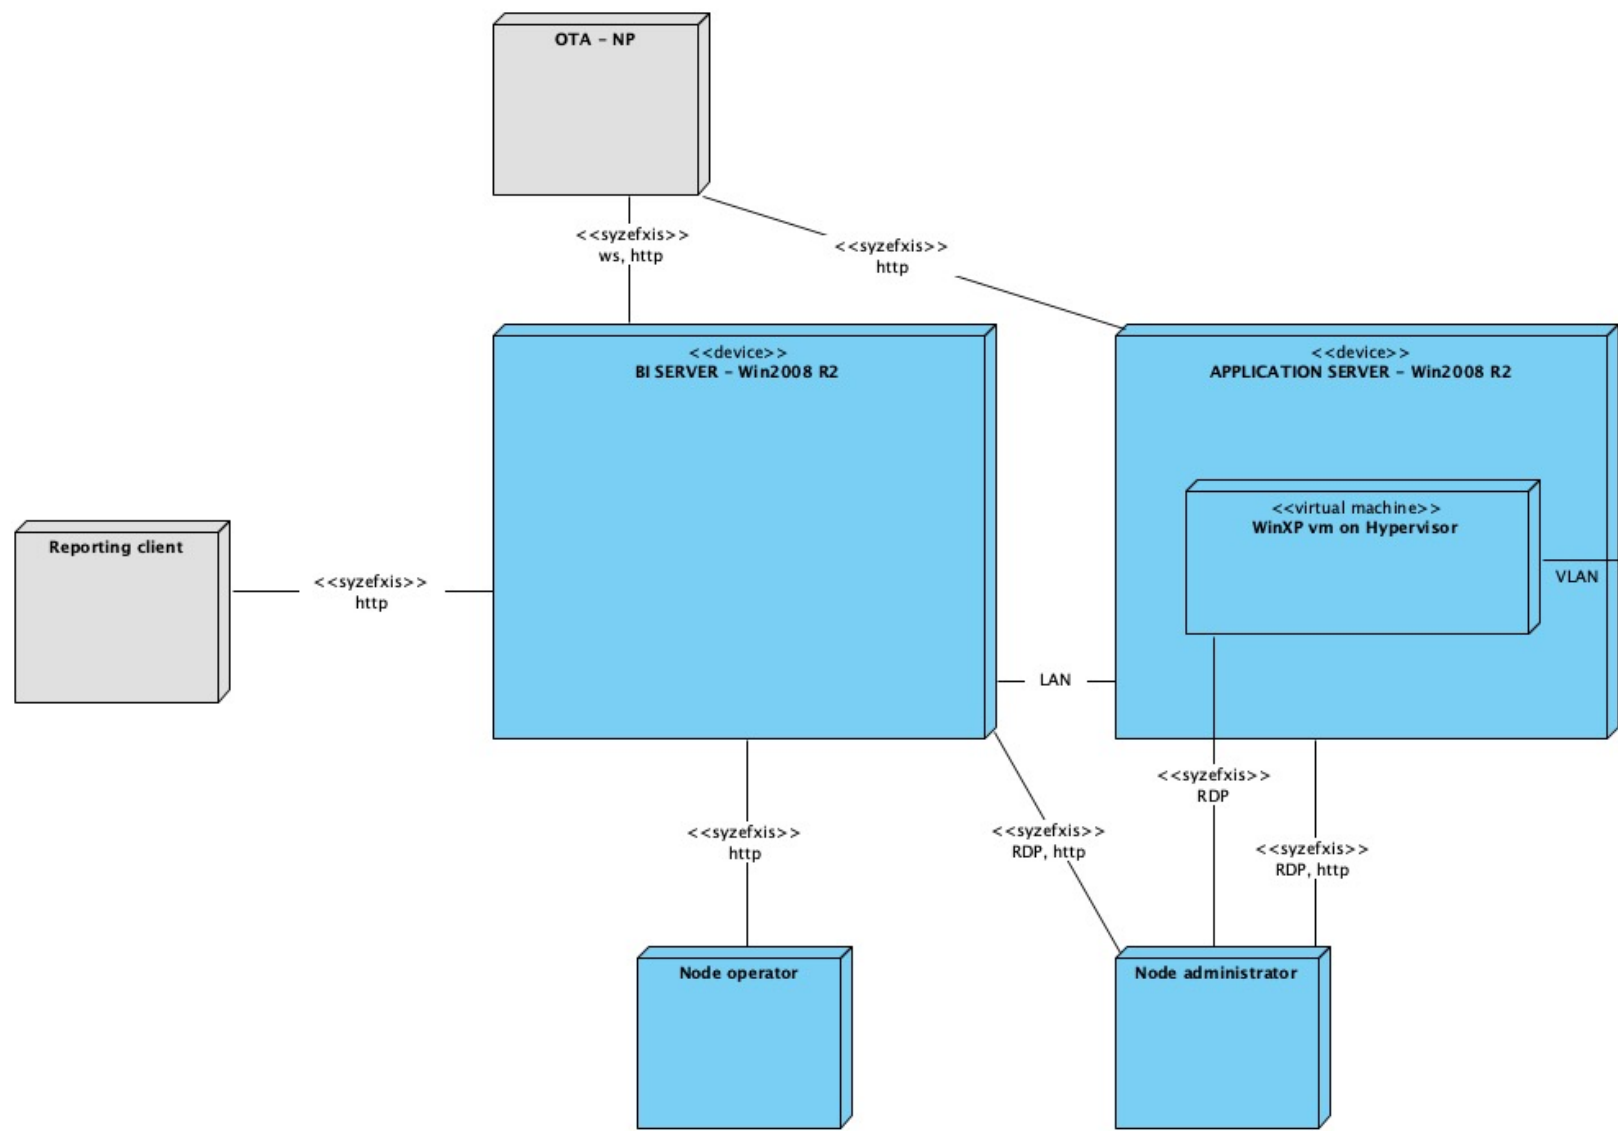 OTA – NP
<<syzefxis>>
ws, http
<<syzefxis>>
http
<<device>>
BI SERVER – Win2008 R2
<<device>>
APPLICATION SERVER – Win2008 R2
<<virtual machine>>
WinXP vm on Hypervisor
VLAN
Reporting client
<<syzefxis>>
http
LAN
<<syzefxis>>
RDP
<<syzefxis>>
http
<<syzefxis>>
RDP, http
<<syzefxis>>
RDP, http
Node operator
Node administrator